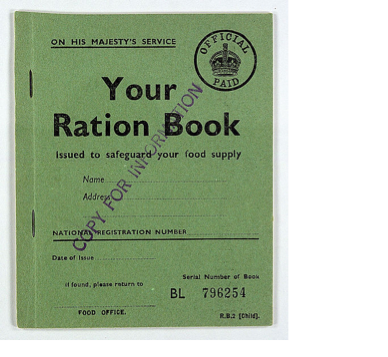 ON HIS MAJESTY'S SERVICE
OFFICIAL
PAID
Your
Ration Book
Issued to safeguard your food supply
Name
Address
COPY FOR INFORMATION
NATIONAL REGISTRATION NUMBER
Date of Issue
If found, please return to
FOOD OFFICE.
Serial Number of Book
BL 796254
R.B.2 [Child].